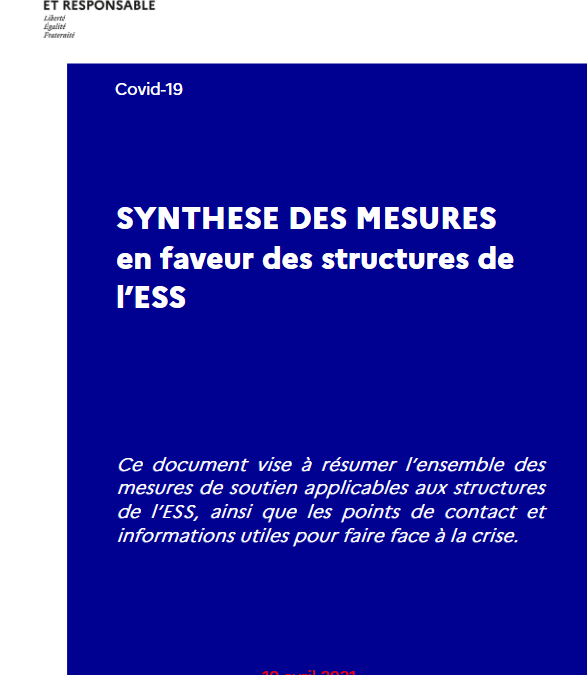 ET RESPONSABLE
Liberté
Égalité
Fraternité
Covid-19
SYNTHESE DES MESURES
en faveur des structures de
l’ESS
Ce document vise à résumer l’ensemble des
mesures de soutien applicables aux structures
de l’ESS, ainsi que les points de contact et
informations utiles pour faire face à la crise.
avril 2021